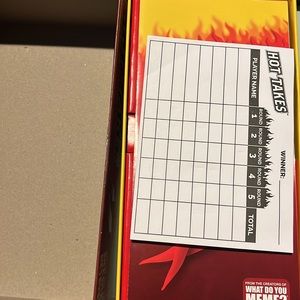 HOT TAKES
WINNER:
PLAYER NAME
ROUND 1
ROUND 2
ROUND 3
ROUND 4
ROUND 5
TOTAL
FROM THE CREATORS OF
WHAT DO YOU
MEME?